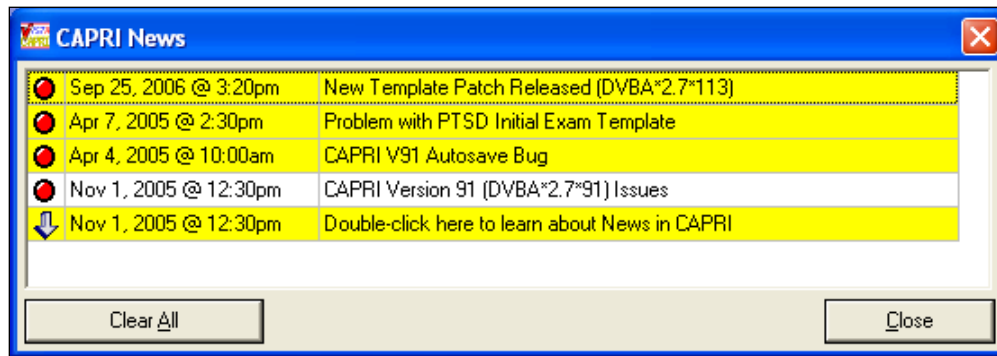 CAPRI News
Sep 25, 2006 @ 3:20pm New Template Patch Released (DVBA*2.7*113)
Apr 7, 2005 @ 2:30pm Problem with PTSD Initial Exam Template
Apr 4, 2005 @ 10:00am CAPRI V91 Autosave Bug
Nov 1, 2005 @ 12:30pm CAPRI Version 91 (DVBA*2.7*91) Issues
Nov 1, 2005 @ 12:30pm Double-click here to learn about News in CAPRI
Clear All Close